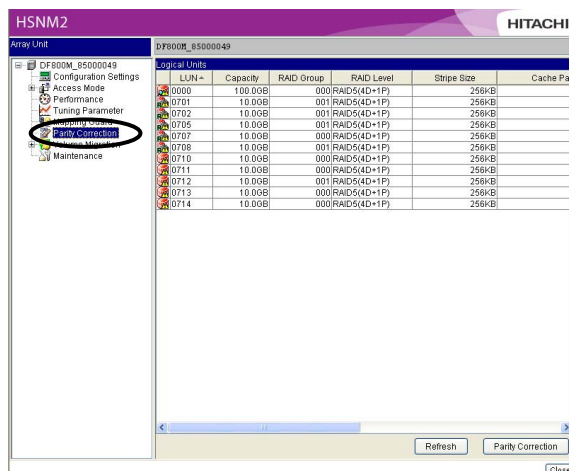 HSNM2
HITACHI
Array Unit
DF800M_85000049
DF800M_85000049
Configuration Settings
Access Mode
Performance
Tuning Parameter
Mapping Guard
Parity Correction
Volume Migration
Maintenance
Logical Units
LUN Capacity RAID Group RAID Level Stripe Size Cache Pa
0000 100.0GB 000 RAID5(4D+1P) 256KB
0701 10.0GB 001 RAID5(4D+1P) 256KB
0702 10.0GB 001 RAID5(4D+1P) 256KB
0705 10.0GB 001 RAID5(4D+1P) 256KB
0707 10.0GB 000 RAID5(4D+1P) 256KB
0708 10.0GB 001 RAID5(4D+1P) 256KB
0710 10.0GB 000 RAID5(4D+1P) 256KB
0711 10.0GB 000 RAID5(4D+1P) 256KB
0712 10.0GB 001 RAID5(4D+1P) 256KB
0713 10.0GB 000 RAID5(4D+1P) 256KB
0714 10.0GB 000 RAID5(4D+1P) 256KB
Refresh Parity Correction
Close